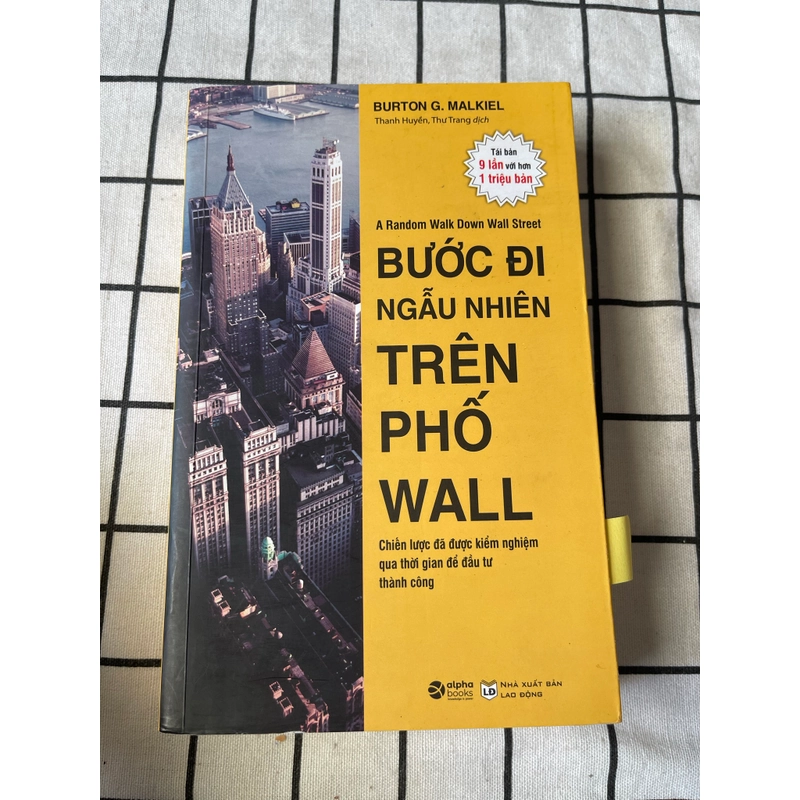 BURTON G. MALKIEL
Thanh Huyền, Thư Trang dịch
Tái bản
9 lần với hơn
1 triệu bản
A Random Walk Down Wall Street
BƯỚC ĐI
NGẪU NHIÊN
TRÊN
PHỐ
WALL
Chiến lược đã được kiểm nghiệm
qua thời gian để đầu tư
thành công
alpha
books
LĐ
NHÀ XUẤT BẢN
LAO ĐỘNG